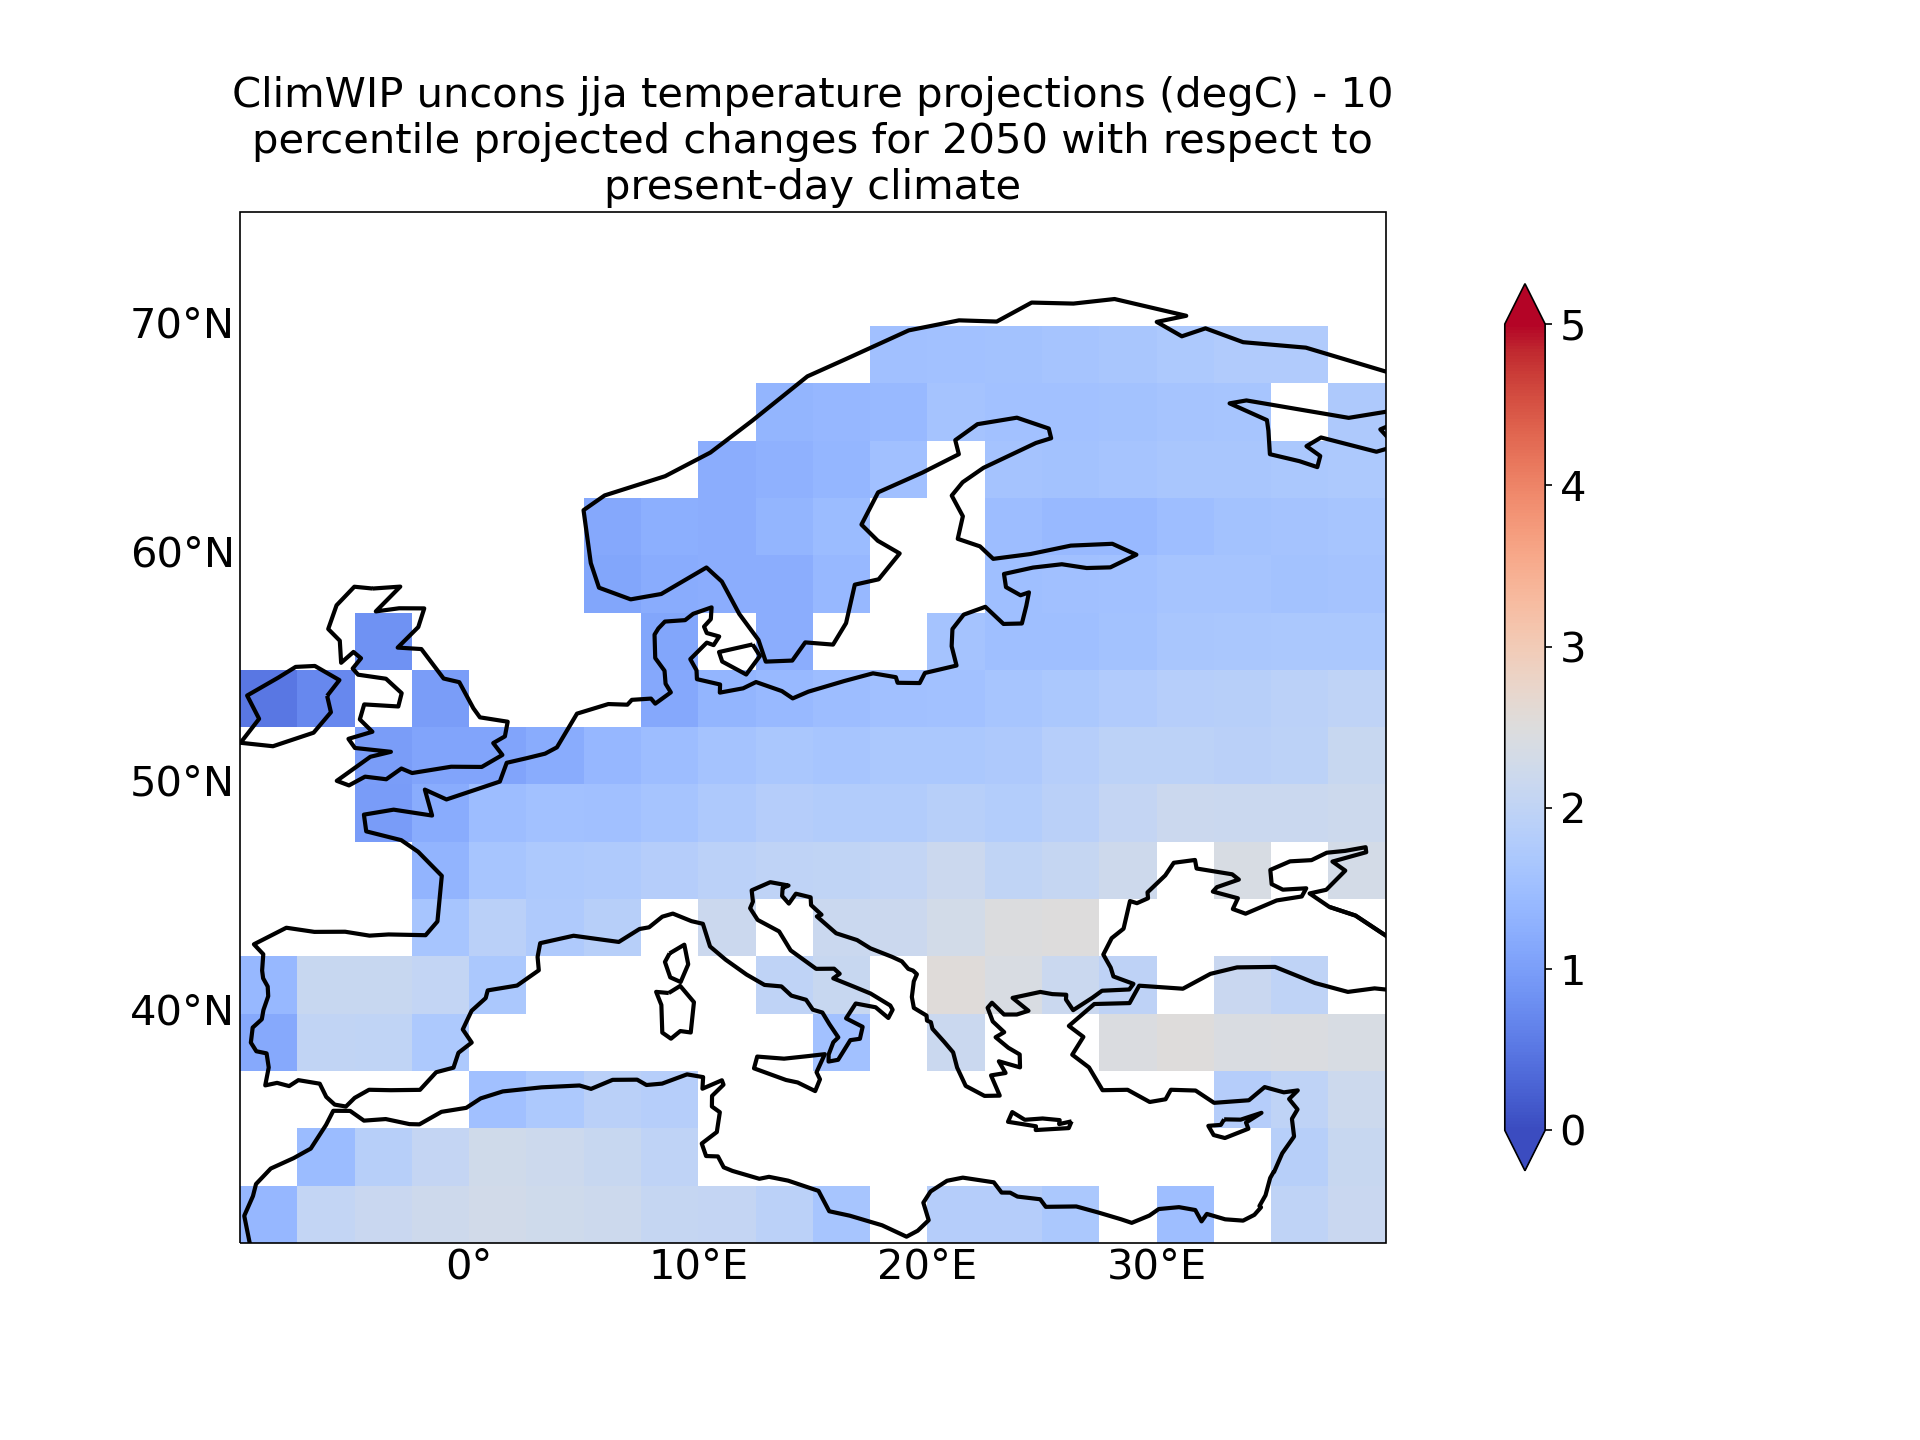 ClimWIP uncons jja temperature projections (degC) - 10
percentile projected changes for 2050 with respect to
present-day climate
70°N
60°N
50°N
40°N
0°
10°E
20°E
30°E
5
4
3
2
1
0